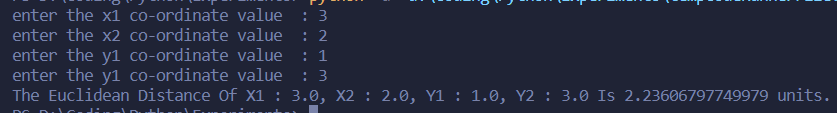 enter the x1 co-ordinate value  : 3
enter the x2 co-ordinate value  : 2
enter the y1 co-ordinate value  : 1
enter the y1 co-ordinate value  : 3
The Euclidean Distance Of X1 : 3.0, X2 : 2.0, Y1 : 1.0, Y2 : 3.0 Is 2.23606797749979 units.